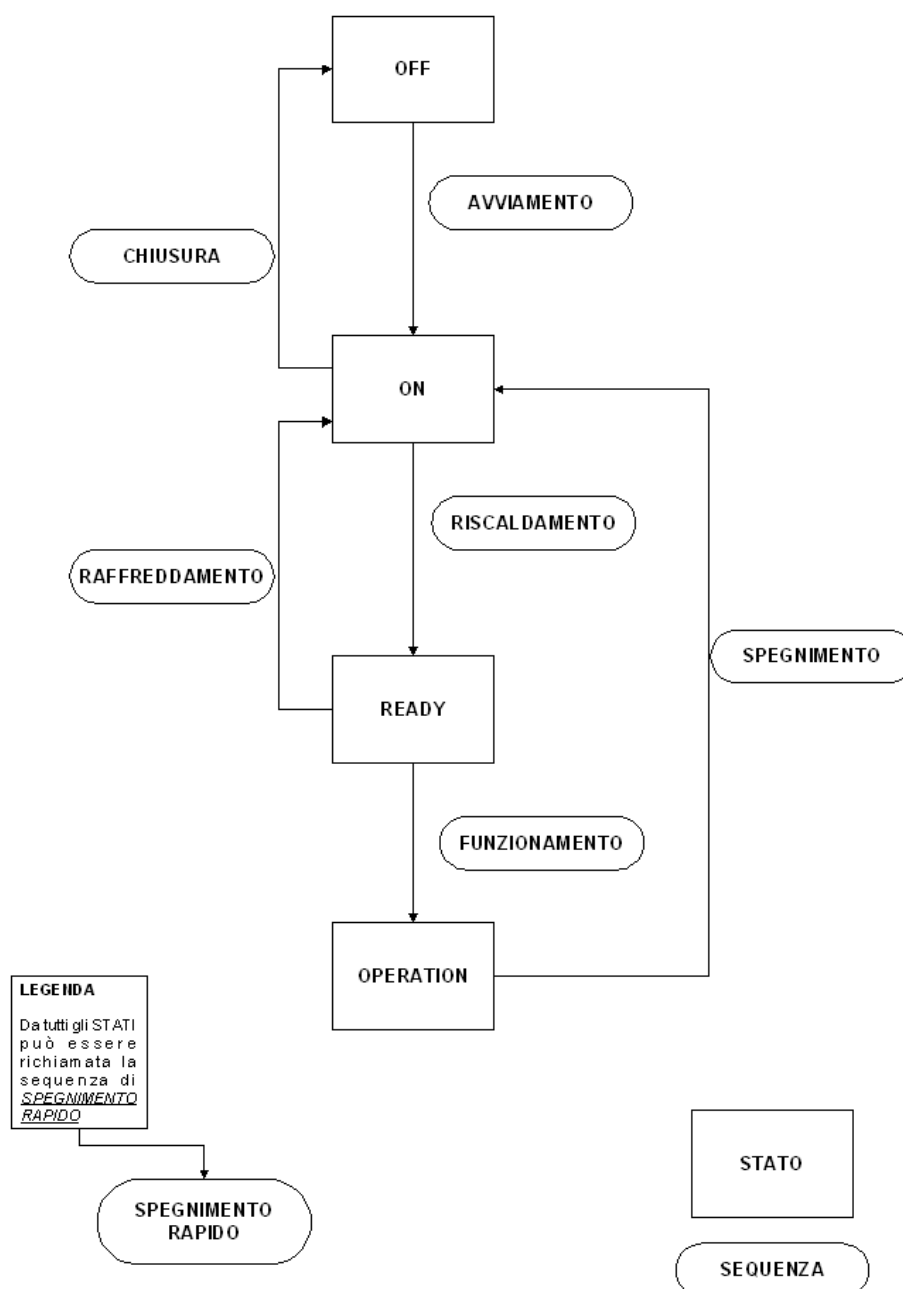 OFF
AVVIAMENTO
CHIUSURA
ON
RISCALDAMENTO
RAFFREDDAMENTO
SPEGNIMENTO
READY
FUNZIONAMENTO
OPERATION
LEGENDA
Da tutti gli STATI
può essere
richiamata la
sequenza di
SPEGNIMENTO
RAPIDO
STATO
SPEGNIMENTO
RAPIDO
SEQUENZA